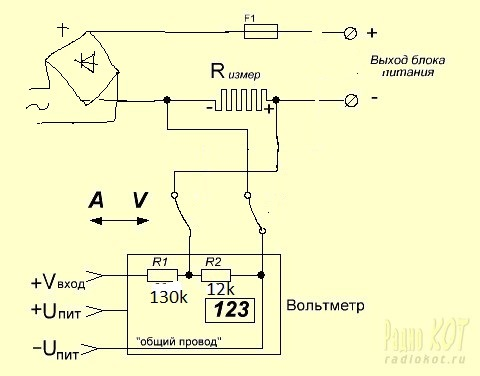 F1
+
+
Выход блока
питания
R измер
-
+
-
A V
R1 R2
+Vвход
130k 12k
+Uпит
123
Вольтметр
-Uпит
"общий провод"
Радио КОТ
radiokot.ru